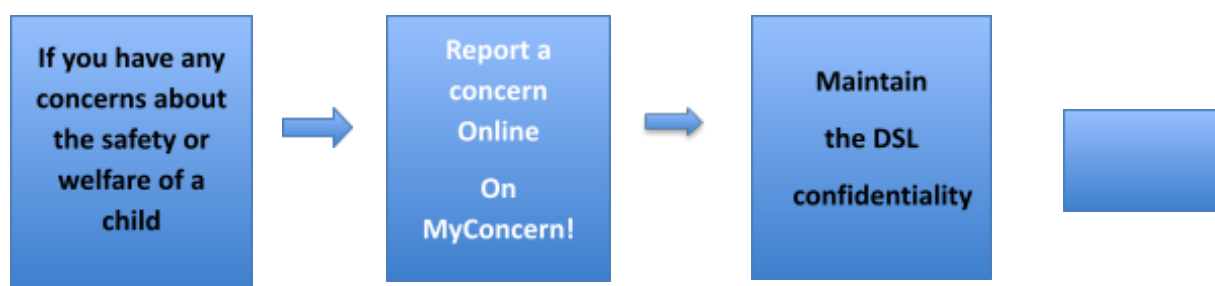 If you have any
concerns about
the safety or
welfare of a
child
Report a
concern
Online
On
MyConcern!
Maintain
the DSL
confidentiality